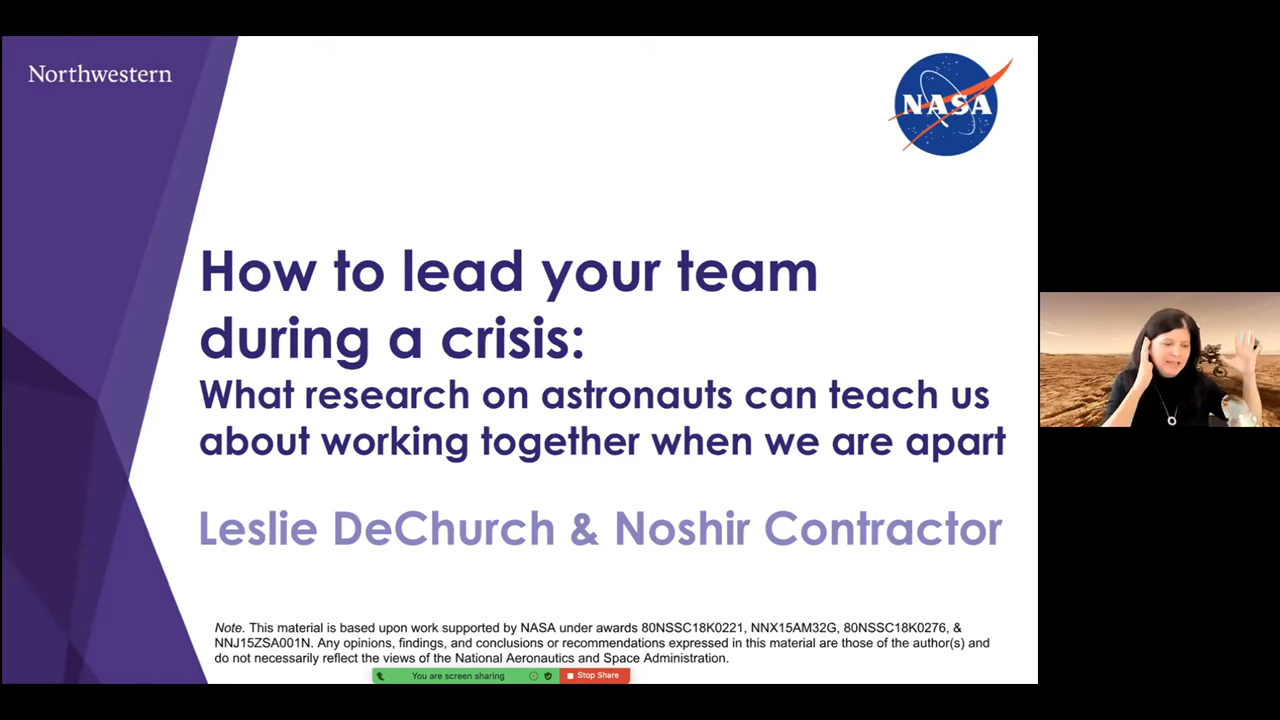 Northwestern
NASA
How to lead your team
during a crisis:
What research on astronauts can teach us
about working together when we are apart
Leslie DeChurch & Noshir Contractor
Note. This material is based upon work supported by NASA under awards 80NSSC18K0221, NNX15AM32G, 80NSSC18K0276, &
NNJ15ZSA001N. Any opinions, findings, and conclusions or recommendations expressed in this material are those of the author(s) and
do not necessarily reflect the views of the National Aeronautics and Space Administration.
You are screen sharing
Stop Share